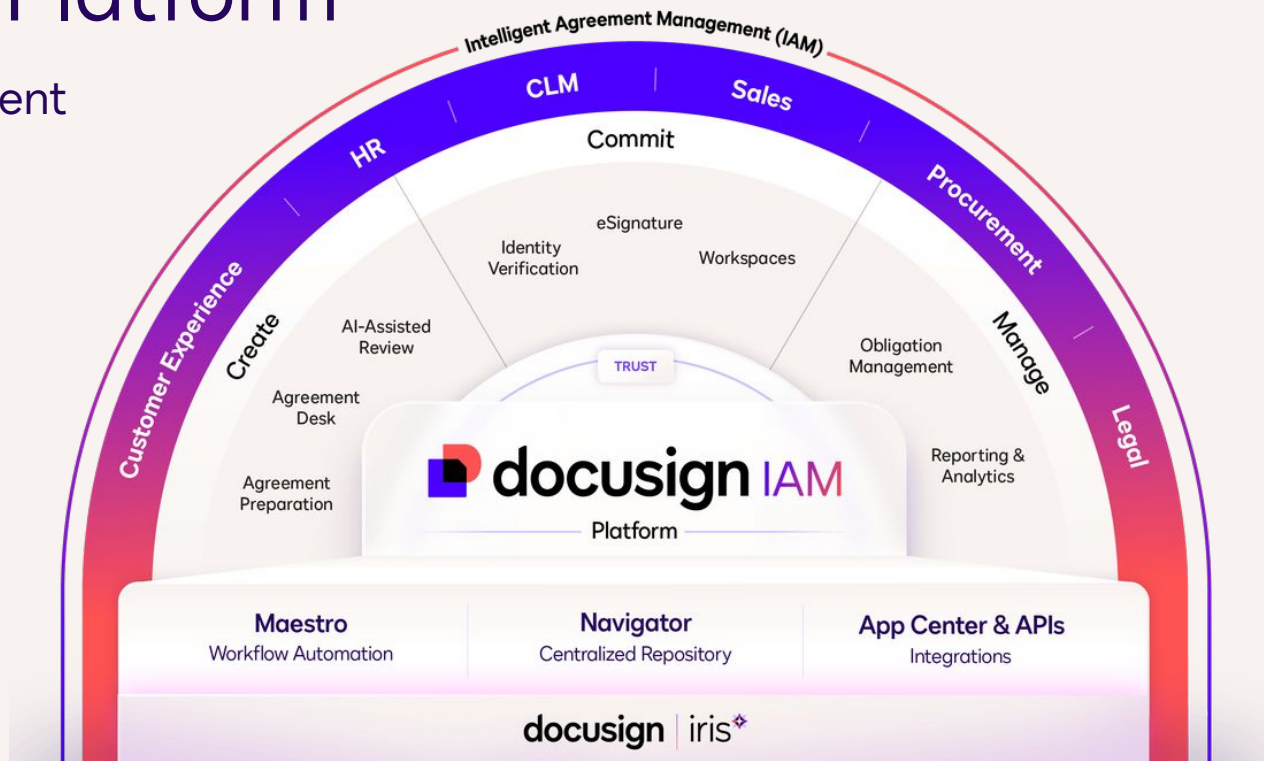 Platform
ent
Intelligent Agreement Management (IAM)
Customer Experience
HR
CLM
Sales
Procurement
Legal
Create
Commit
Manage
AI-Assisted
Review
Agreement
Desk
Agreement
Preparation
Identity
Verification
eSignature
Workspaces
Obligation
Management
Reporting &
Analytics
TRUST
docusign IAM
Platform
Maestro
Workflow Automation
Navigator
Centralized Repository
App Center & APIs
Integrations
docusign | iris